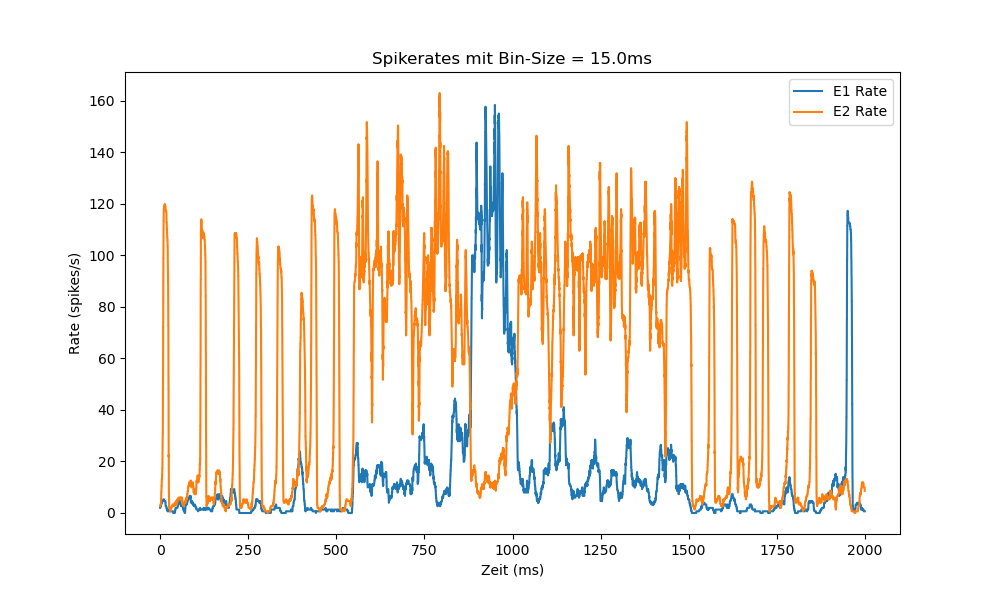 Spikerates mit Bin-Size = 15.0ms
E1 Rate
E2 Rate
Rate (spikes/s)
160
140
120
100
80
60
40
20
0
0 250 500 750 1000 1250 1500 1750 2000
Zeit (ms)